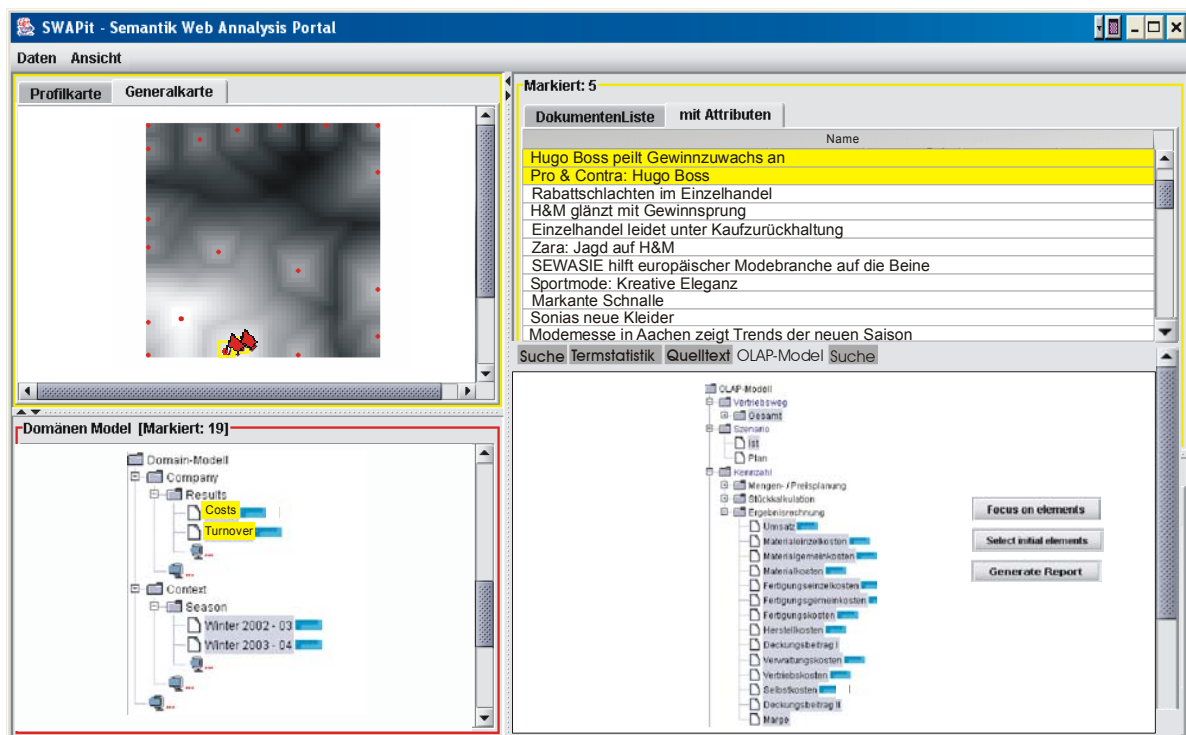 SWAPit - Semantik Web Annalysis Portal
Daten Ansicht
Profilkarte Generalkarte
Markiert: 5
DokumentenListe mit Attributen
Name
Hugo Boss peilt Gewinnzuwachs an
Pro & Contra: Hugo Boss
Rabattschlachten im Einzelhandel
H&M glänzt mit Gewinnsprung
Einzelhandel leidet unter Kaufzurückhaltung
Zara: Jagd auf H&M
SEWASIE hilft europäischer Modebranche auf die Beine
Sportmode: Kreative Eleganz
Markante Schnalle
Sonias neue Kleider
Modemesse in Aachen zeigt Trends der neuen Saison
Suche Termstatistik Quelltext OLAP-Model Suche
Domänen Model [Markiert: 19]
Domain-Modell
Company
Results
Costs
Turnover
...
...
Context
Season
Winter 2002 - 03
Winter 2003 - 04
...
...
...
OLAP-Modell
Vertriebsweg
Gesamt
Szenario
Ist
Plan
Kennzahl
Mengen- / Preisplanung
Stückkalkulation
Ergebnisrechnung
Umsatz
Materialeinzelkosten
Materialgemeinkosten
Materialkosten
Fertigungseinzelkosten
Fertigungsgemeinkosten
Fertigungskosten
Herstellkosten
Deckungsbeitrag I
Verwaltungskosten
Vertriebskosten
Selbstkosten
Deckungsbeitrag II
Marge
Focus on elements
Select initial elements
Generate Report